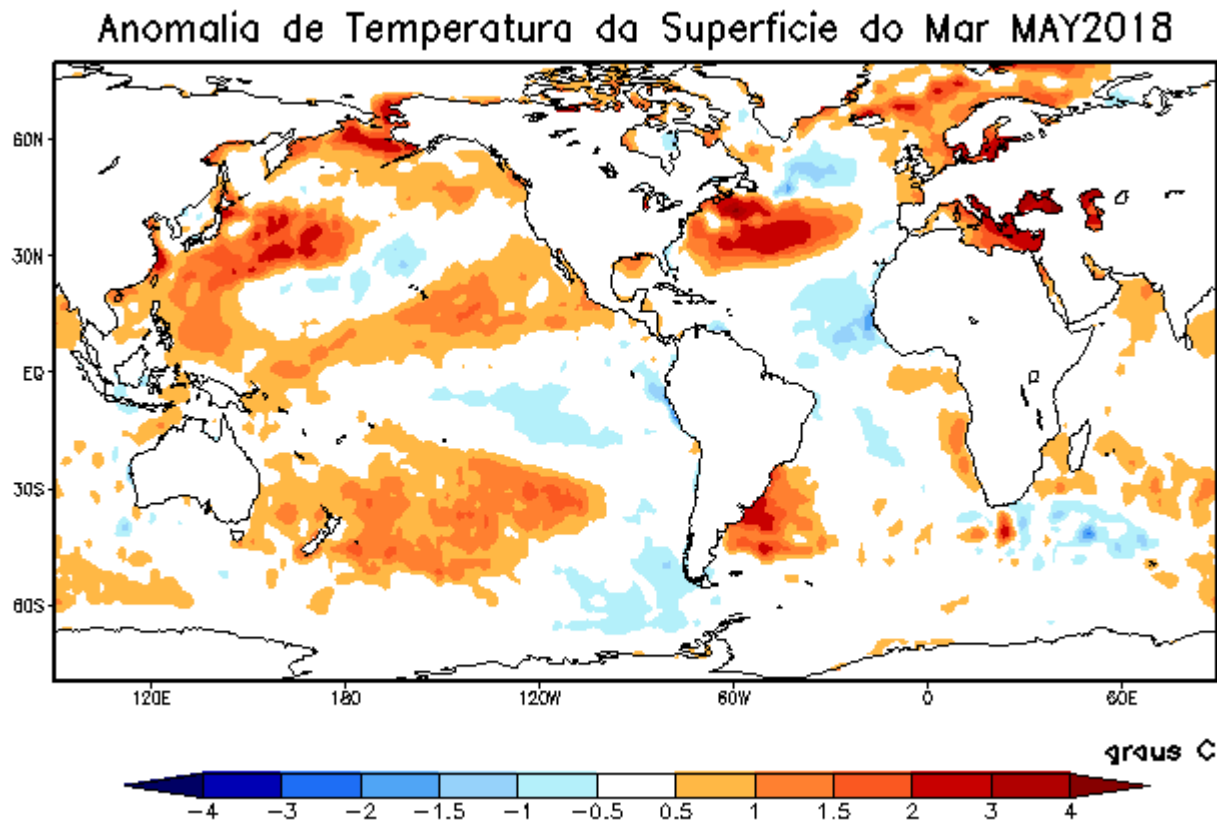 Anomalia de Temperatura da Superfície do Mar MAY2018
60N
30N
EQ
30S
60S
120E 180 120W 60W 0 60E
graus C
-4 -3 -2 -1.5 -1 -0.5 0.5 1 1.5 2 3 4